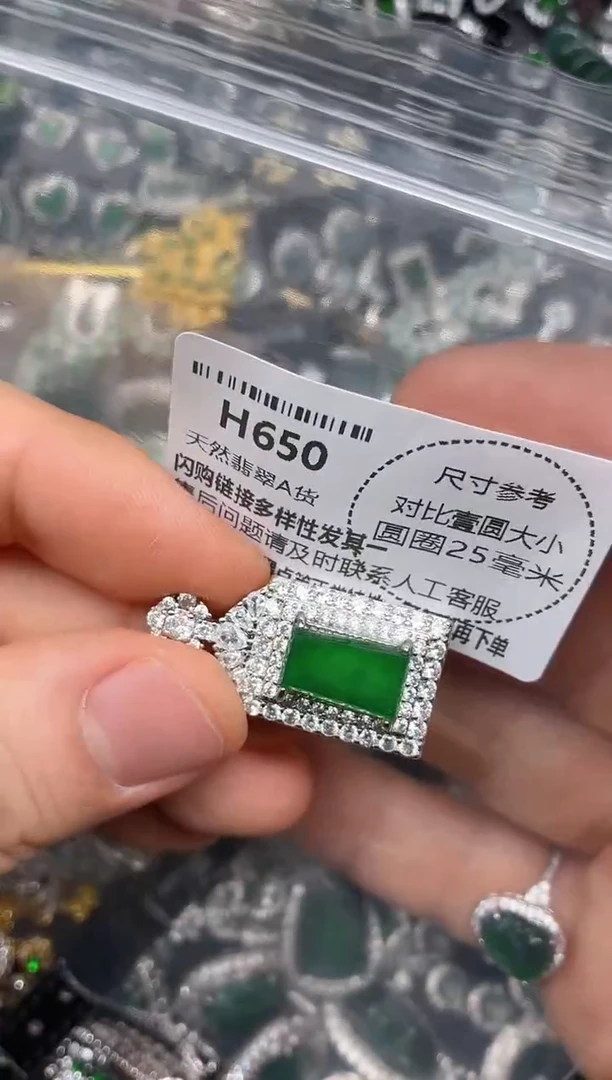 H650
天然翡翠A货
闪购链接多样性发其一
售后问题请及时联系人工客服
再下单
尺寸参考
对比壹圆大小
圆圈25毫米